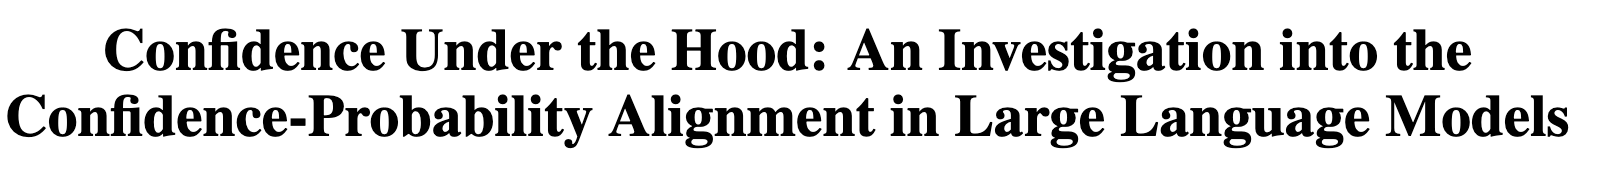 Confidence Under the Hood: An Investigation into the
Confidence-Probability Alignment in Large Language Models